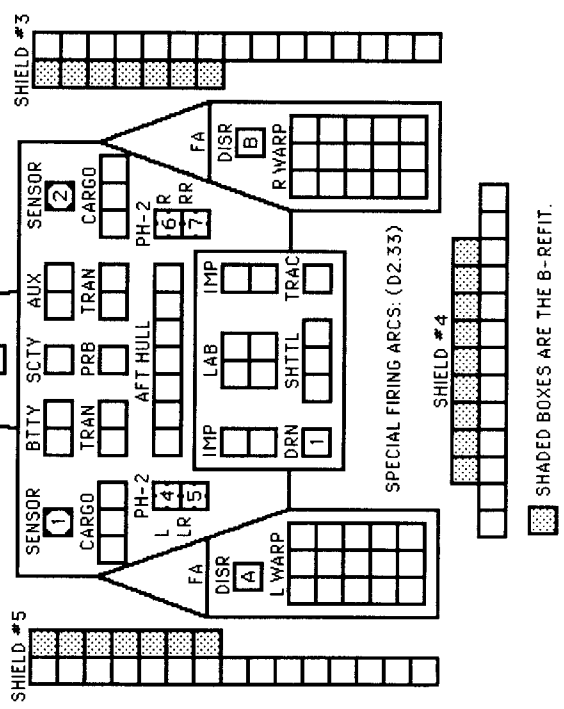 SHIELD #5
SHIELD #3
SENSOR BTTY SCTY AUX SENSOR
1 2
CARGO TRAN PRB TRAN CARGO
PH-2 AFT HULL PH-2
L 4 6 R
LR 5 7 RR
FA IMP LAB IMP FA
DISR DISR
A B
L WARP DRN SHTTL TRAC R WARP
1
SPECIAL FIRING ARCS: (D2.33)
SHIELD #4
SHADED BOXES ARE THE B-REFIT.